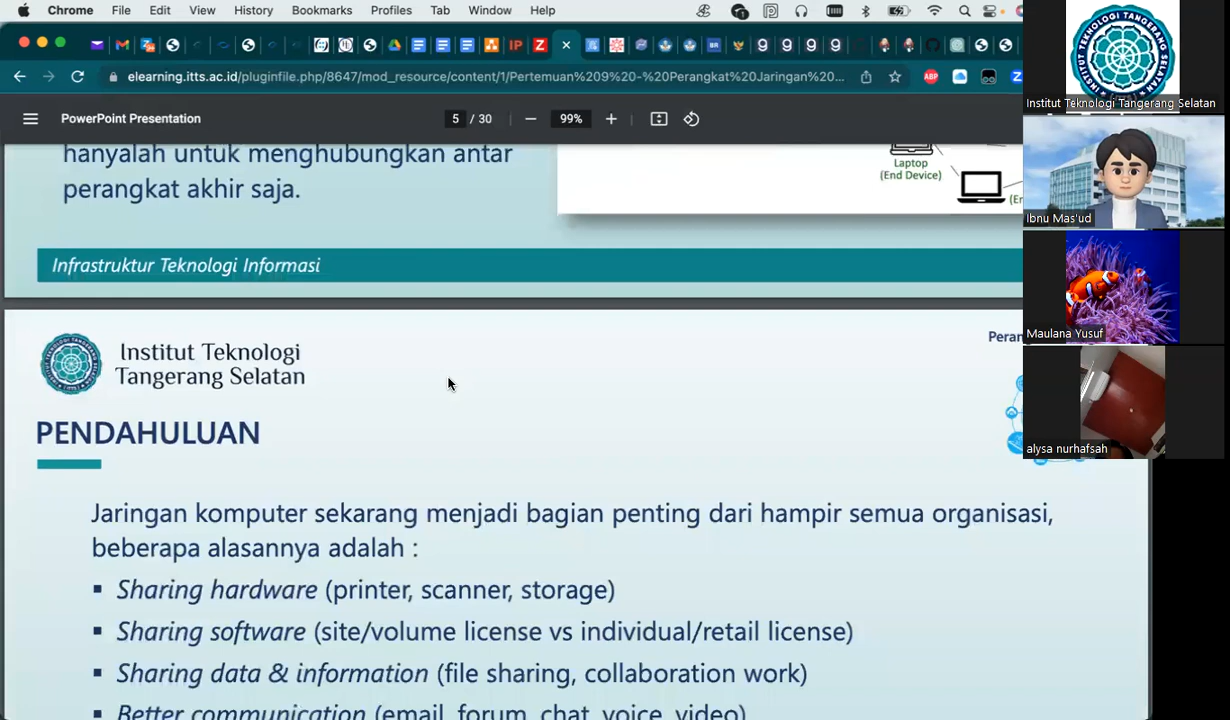 Chrome File Edit View History Bookmarks Profiles Tab Window Help
elearning.itts.ac.id/pluginfile.php/8647/mod_resource/content/1/Pertemuan%209%20-%20Perangkat%20Jaringan%20...
PowerPoint Presentation 5 / 30 99%
hanyalah untuk menghubungkan antar
perangkat akhir saja.
Laptop
(End Device)
Infrastruktur Teknologi Informasi
Institut Teknologi
Tangerang Selatan
PENDAHULUAN
Jaringan komputer sekarang menjadi bagian penting dari hampir semua organisasi,
beberapa alasannya adalah :
▪ Sharing hardware (printer, scanner, storage)
▪ Sharing software (site/volume license vs individual/retail license)
▪ Sharing data & information (file sharing, collaboration work)
▪ Better communication (email, forum, chat, voice, video)
INSTITUT TEKNOLOGI TANGERANG SELATAN
Institut Teknologi Tangerang Selatan
Ibnu Mas'ud
Maulana Yusuf
alysa nurhafsah